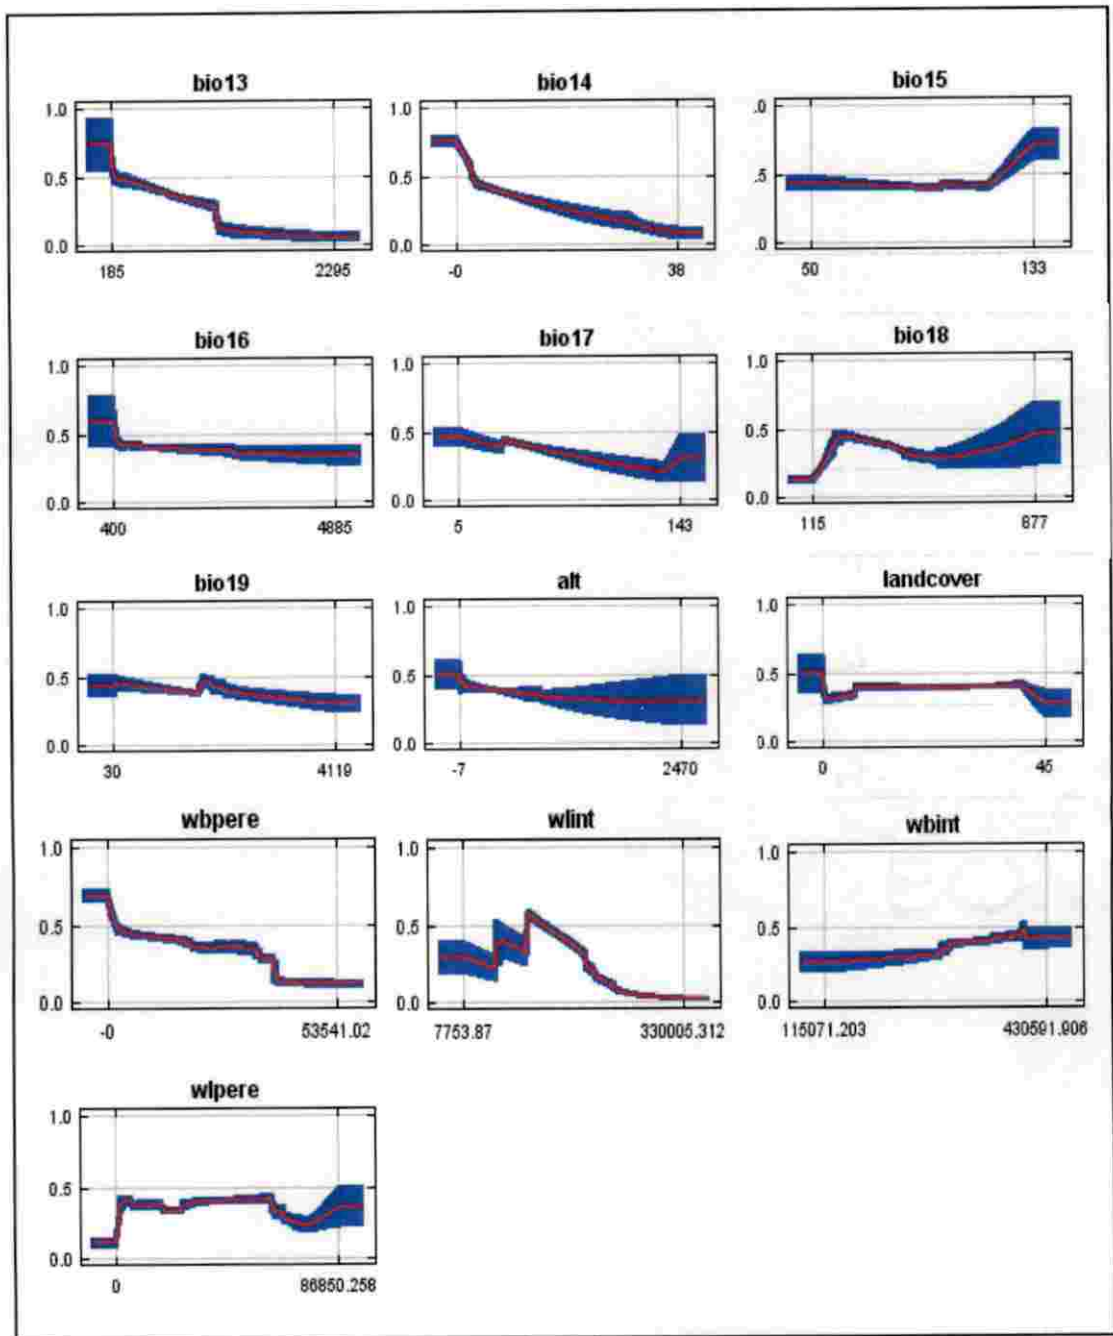 bio13 bio14 bio15
1.0 1.0 .0
0.5 0.5 .5
0.0 0.0 .0
185 2295 -0 38 50 133
bio16 bio17 bio18
1.0 1.0 1.0
0.5 0.5 0.5
0.0 0.0 0.0
400 4885 5 143 115 877
bio19 alt landcover
1.0 1.0 1.0
0.5 0.5 0.5
0.0 0.0 0.0
30 4119 -7 2470 0 45
wbpere wlint wbint
1.0 1.0 1.0
0.5 0.5 0.5
0.0 0.0 0.0
-0 53541.02 7753.87 330005.312 115071.203 430591.906
wlpere
1.0
0.5
0.0
0 86850.258